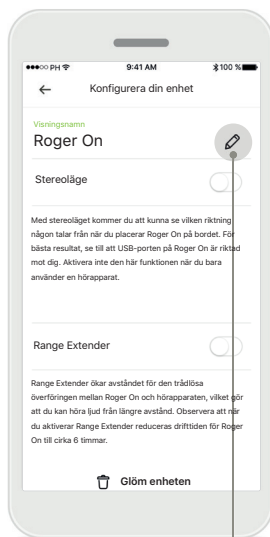 ●●●○○ PH 9:41 AM 100 %
Konfigurera din enhet
Visningsnamn
Roger On
Stereoläge
Med stereoläget kommer du att kunna se vilken riktning
någon talar från när du placerar Roger On på bordet. För
bästa resultat, se till att USB-porten på Roger On är riktad
mot dig. Aktivera inte den här funktionen när du bara
använder en hörapparat.
Range Extender
Range Extender ökar avståndet för den trådlösa
överföringen mellan Roger On och hörapparaten, vilket gör
att du kan höra ljud från längre avstånd. Observera att när
du aktiverar Range Extender reduceras drifttiden för Roger
On till cirka 6 timmar.
Glöm enheten